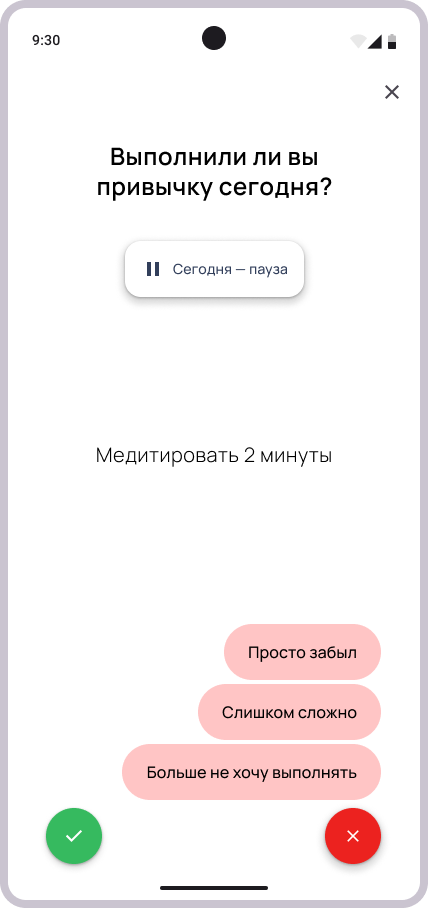 9:30
Выполнили ли вы
привычку сегодня?
Сегодня — пауза
Медитировать 2 минуты
Просто забыл
Слишком сложно
Больше не хочу выполнять